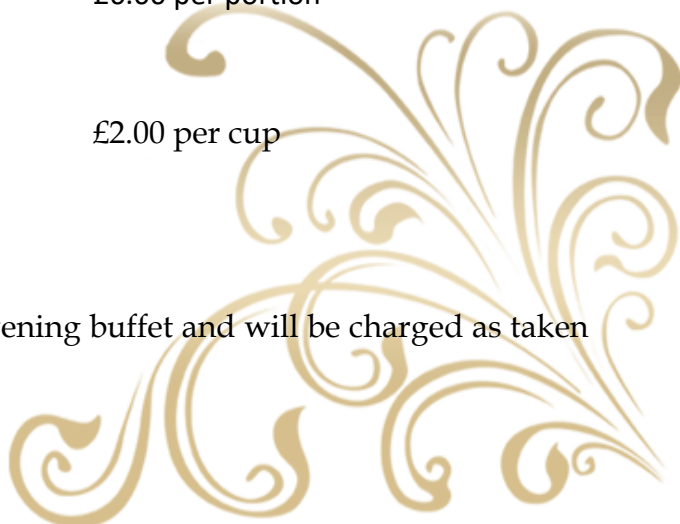 per portion
£2.00 per cup
ening buffet and will be charged as taken